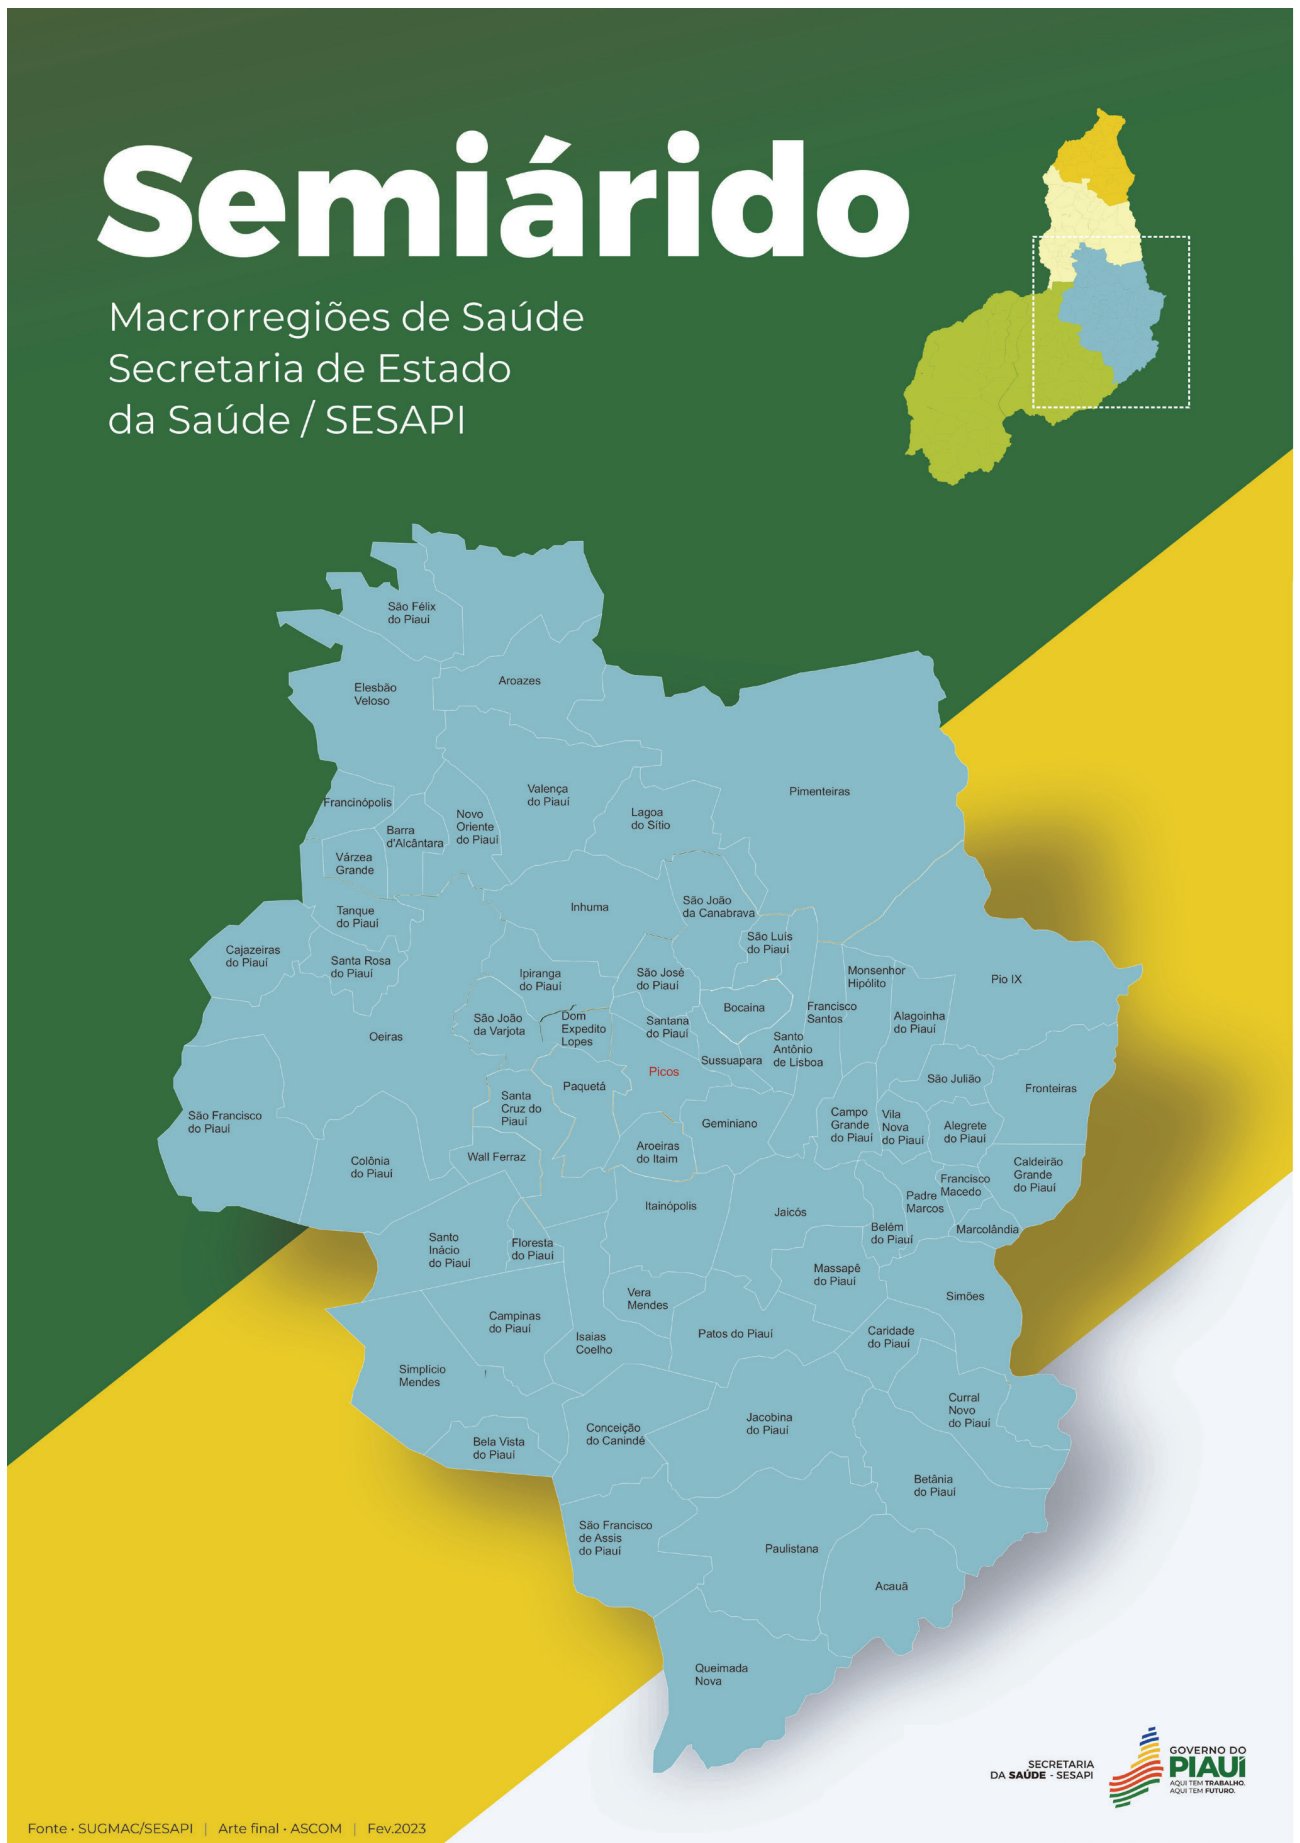 Semiárido
Macrorregiões de Saúde
Secretaria de Estado
da Saúde / SESAPI
São Félix
do Piauí
Elesbão
Veloso
Aroazes
Francinópolis
Barra
d'Alcântara
Novo
Oriente
do Piauí
Valença
do Piauí
Lagoa
do Sítio
Pimenteiras
Várzea
Grande
Tanque
do Piauí
Inhuma
São João
da Canabrava
São Luis
do Piauí
Cajazeiras
do Piauí
Santa Rosa
do Piauí
Ipiranga
do Piauí
São José
do Piauí
Monsenhor
Hipólito
Pio IX
Bocaina
Francisco
Santos
Alagoinha
do Piauí
Oeiras
São João
da Varjota
Dom
Expedito
Lopes
Santana
do Piauí
Santo
Antônio
de Lisboa
Sussuapara
Picos
São Julião
Fronteiras
Paquetá
Santa
Cruz do
Piauí
São Francisco
do Piauí
Geminiano
Campo
Grande
do Piauí
Vila
Nova
do Piauí
Alegrete
do Piauí
Colônia
do Piauí
Wall Ferraz
Aroeiras
do Itaim
Caldeirão
Grande
do Piauí
Francisco
Macedo
Padre
Marcos
Itainópolis
Jaicós
Belém
do Piauí
Marcolândia
Santo
Inácio
do Piauí
Floresta
do Piauí
Massapê
do Piauí
Simões
Vera
Mendes
Campinas
do Piauí
Isaias
Coelho
Patos do Piauí
Caridade
do Piauí
Simplício
Mendes
Curral
Novo
do Piauí
Bela Vista
do Piauí
Conceição
do Canindé
Jacobina
do Piauí
Betânia
do Piauí
São Francisco
de Assis
do Piauí
Paulistana
Acauã
Queimada
Nova
SECRETARIA
DA SAÚDE - SESAPI
GOVERNO DO
PIAUÍ
AQUI TEM TRABALHO.
AQUI TEM FUTURO.
Fonte • SUGMAC/SESAPI | Arte final • ASCOM | Fev.2023